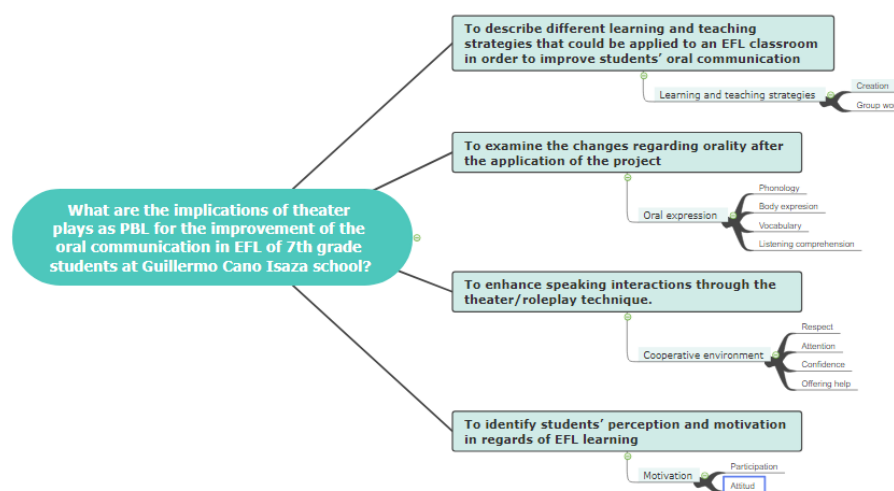 To describe different learning and teaching
strategies that could be applied to an EFL classroom
in order to improve students' oral communication
Learning and teaching strategies
Creation
Group wo
To examine the changes regarding orality after
the application of the project
Oral expression
Phonology
Body expresion
Vocabulary
Listening comprehension
What are the implications of theater
plays as PBL for the improvement of the
oral communication in EFL of 7th grade
students at Guillermo Cano Isaza school?
To enhance speaking interactions through the
theater/roleplay technique.
Cooperative environment
Respect
Attention
Confidence
Offering help
To identify students' perception and motivation
in regards of EFL learning
Motivation
Participation
Attitud